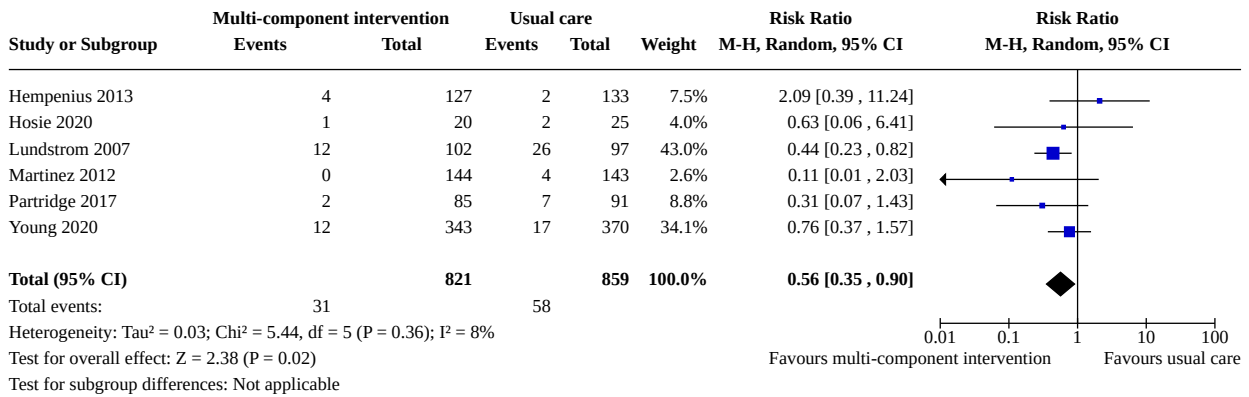 Multi-component intervention Usual care Risk Ratio Risk Ratio
Study or Subgroup Events Total Events Total Weight M-H, Random, 95% CI M-H, Random, 95% CI
Hempenius 2013 4 127 2 133 7.5% 2.09 [0.39 , 11.24]
Hosie 2020 1 20 2 25 4.0% 0.63 [0.06 , 6.41]
Lundstrom 2007 12 102 26 97 43.0% 0.44 [0.23 , 0.82]
Martinez 2012 0 144 4 143 2.6% 0.11 [0.01 , 2.03]
Partridge 2017 2 85 7 91 8.8% 0.31 [0.07 , 1.43]
Young 2020 12 343 17 370 34.1% 0.76 [0.37 , 1.57]
Total (95% CI) 821 859 100.0% 0.56 [0.35 , 0.90]
Total events: 31 58
Heterogeneity: Tau² = 0.03; Chi² = 5.44, df = 5 (P = 0.36); I² = 8%
0.01 0.1 1 10 100
Test for overall effect: Z = 2.38 (P = 0.02) Favours multi-component intervention Favours usual care
Test for subgroup differences: Not applicable